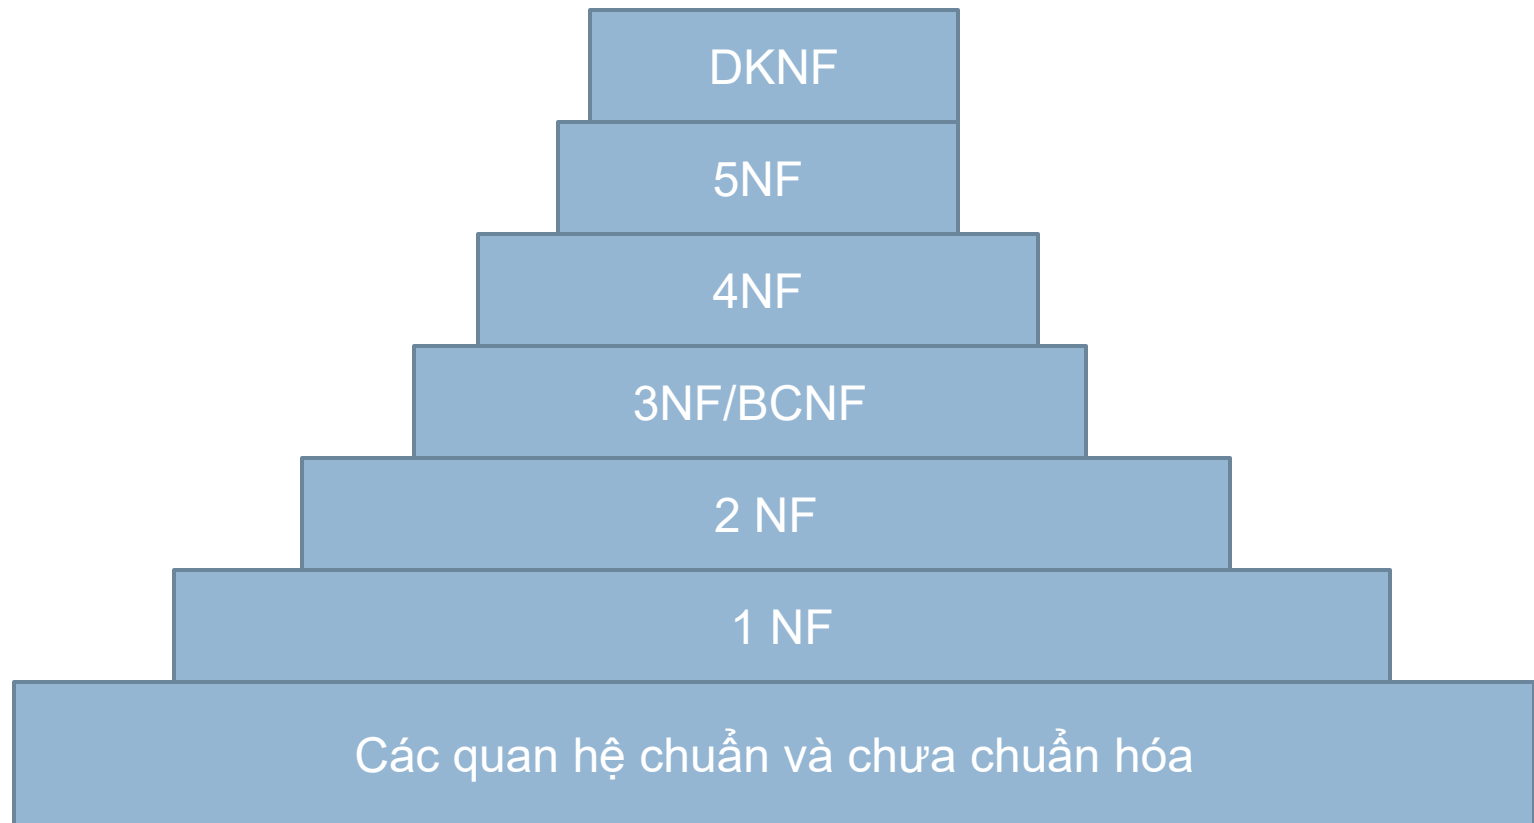 DKNF
5NF
4NF
3NF/BCNF
2 NF
1 NF
Các quan hệ chuẩn và chưa chuẩn hóa